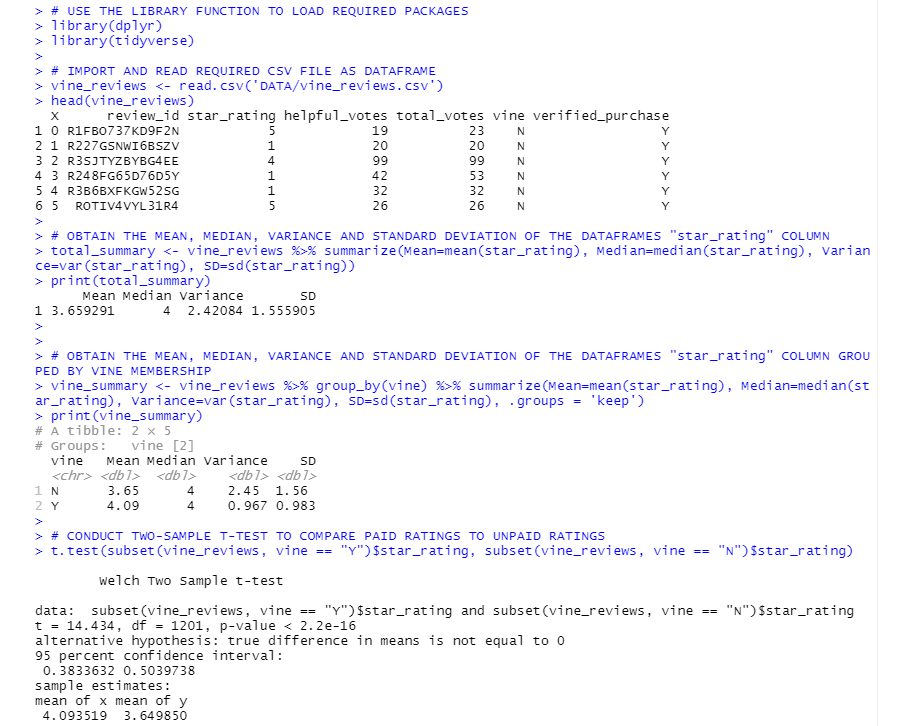 > # USE THE LIBRARY FUNCTION TO LOAD REQUIRED PACKAGES
> library(dplyr)
> library(tidyverse)
>
> # IMPORT AND READ REQUIRED CSV FILE AS DATAFRAME
> vine_reviews <- read.csv('DATA/vine_reviews.csv')
> head(vine_reviews)
  X      review_id star_rating helpful_votes total_votes vine verified_purchase
1 0 R1FBO737KD9F2N           5            19          23    N                 Y
2 1 R227GSNWI6BSZV           1            20          20    N                 Y
3 2 R3SJTYZBYBG4EE           4            99          99    N                 Y
4 3 R248FG65D76D5Y           1            42          53    N                 Y
5 4 R3B6BXFKGW52SG           1            32          32    N                 Y
6 5  ROTIV4VYL31R4           5            26          26    N                 Y
>
> # OBTAIN THE MEAN, MEDIAN, VARIANCE AND STANDARD DEVIATION OF THE DATAFRAMES "star_rating" COLUMN
> total_summary <- vine_reviews %>% summarize(Mean=mean(star_rating), Median=median(star_rating), Varian
ce=var(star_rating), SD=sd(star_rating))
> print(total_summary)
      Mean Median Variance       SD
1 3.659291      4  2.42084 1.555905
>
>
> # OBTAIN THE MEAN, MEDIAN, VARIANCE AND STANDARD DEVIATION OF THE DATAFRAMES "star_rating" COLUMN GROU
PED BY VINE MEMBERSHIP
> vine_summary <- vine_reviews %>% group_by(vine) %>% summarize(Mean=mean(star_rating), Median=median(st
ar_rating), Variance=var(star_rating), SD=sd(star_rating), .groups = 'keep')
> print(vine_summary)
# A tibble: 2 × 5
# Groups:   vine [2]
  vine   Mean Median Variance    SD
  <chr> <dbl>  <dbl>    <dbl> <dbl>
1 N      3.65      4    2.45  1.56
2 Y      4.09      4    0.967 0.983
>
> # CONDUCT TWO-SAMPLE T-TEST TO COMPARE PAID RATINGS TO UNPAID RATINGS
> t.test(subset(vine_reviews, vine == "Y")$star_rating, subset(vine_reviews, vine == "N")$star_rating)
        Welch Two Sample t-test
data:  subset(vine_reviews, vine == "Y")$star_rating and subset(vine_reviews, vine == "N")$star_rating
t = 14.434, df = 1201, p-value < 2.2e-16
alternative hypothesis: true difference in means is not equal to 0
95 percent confidence interval:
 0.3833632 0.5039738
sample estimates:
mean of x mean of y
 4.093519  3.649850